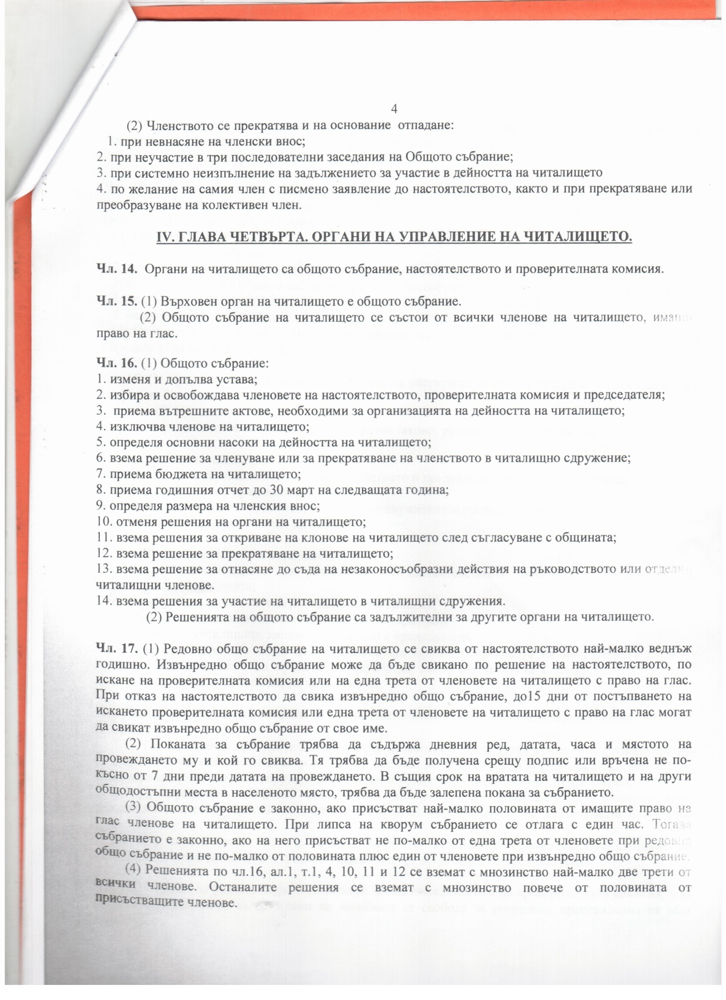 4
(2) Членството се прекратява и на основание отпадане:
1. при невнасяне на членски внос;
2. при неучастие в три последователни заседания на Общото събрание;
3. при системно неизпълнение на задължението за участие в дейността на читалището
4. по желание на самия член с писмено заявление до настоятелството, както и при прекратяване или
преобразуване на колективен член.
IV. ГЛАВА ЧЕТВЪРТА. ОРГАНИ НА УПРАВЛЕНИЕ НА ЧИТАЛИЩЕТО.
Чл. 14. Органи на читалището са общото събрание, настоятелството и проверителната комисия.
Чл. 15. (1) Върховен орган на читалището е общото събрание.
(2) Общото събрание на читалището се състои от всички членове на читалището, имащи
право на глас.
Чл. 16. (1) Общото събрание:
1. изменя и допълва устава;
2. избира и освобождава членовете на настоятелството, проверителната комисия и председателя;
3. приема вътрешните актове, необходими за организацията на дейността на читалището;
4. изключва членове на читалището;
5. определя основни насоки на дейността на читалището;
6. взема решение за членуване или за прекратяване на членството в читалищно сдружение;
7. приема бюджета на читалището;
8. приема годишния отчет до 30 март на следващата година;
9. определя размера на членския внос;
10. отменя решения на органи на читалището;
11. взема решения за откриване на клонове на читалището след съгласуване с общината;
12. взема решение за прекратяване на читалището;
13. взема решение за отнасяне до съда на незаконосъобразни действия на ръководството или отделни
читалищни членове.
14. взема решения за участие на читалището в читалищни сдружения.
(2) Решенията на общото събрание са задължителни за другите органи на читалището.
Чл. 17. (1) Редовно общо събрание на читалището се свиква от настоятелството най-малко веднъж
годишно. Извънредно общо събрание може да бъде свикано по решение на настоятелството, по
искане на проверителната комисия или на една трета от членовете на читалището с право на глас.
При отказ на настоятелството да свика извънредно общо събрание, до15 дни от постъпването на
искането проверителната комисия или една трета от членовете на читалището с право на глас могат
да свикат извънредно общо събрание от свое име.
(2) Поканата за събрание трябва да съдържа дневния ред, датата, часа и мястото на
провеждането му и кой го свиква. Тя трябва да бъде получена срещу подпис или връчена не по-
късно от 7 дни преди датата на провеждането. В същия срок на вратата на читалището и на други
общодостъпни места в населеното място, трябва да бъде залепена покана за събранието.
(3) Общото събрание е законно, ако присъстват най-малко половината от имащите право на
глас членове на читалището. При липса на кворум събранието се отлага с един час. Тогава
събранието е законно, ако на него присъстват не по-малко от една трета от членовете при редовно
общо събрание и не по-малко от половината плюс един от членовете при извънредно общо събрание.
(4) Решенията по чл.16, ал.1, т.1, 4, 10, 11 и 12 се вземат с мнозинство най-малко две трети от
всички членове. Останалите решения се вземат с мнозинство повече от половината от
присъстващите членове.